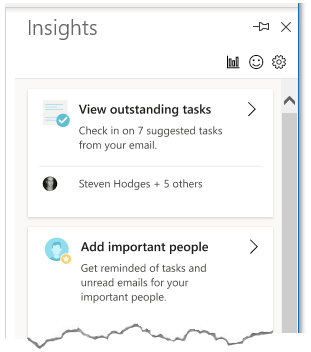 Insights
View outstanding tasks
Check in on 7 suggested tasks
from your email.
Steven Hodges + 5 others
Add important people
Get reminded of tasks and
unread emails for your
important people.